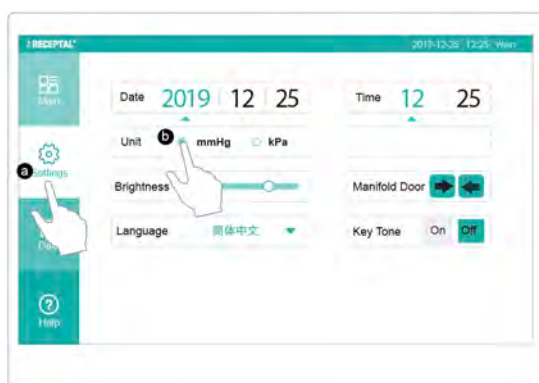 RECEPTAL
2019-12-25 12:25 Wen
Main
Date 2019 12 25
Time 12 25
Unit b mmHg kPa
a Settings
Brightness
Manifold Door
Language 简体中文
Key Tone On Off
Help